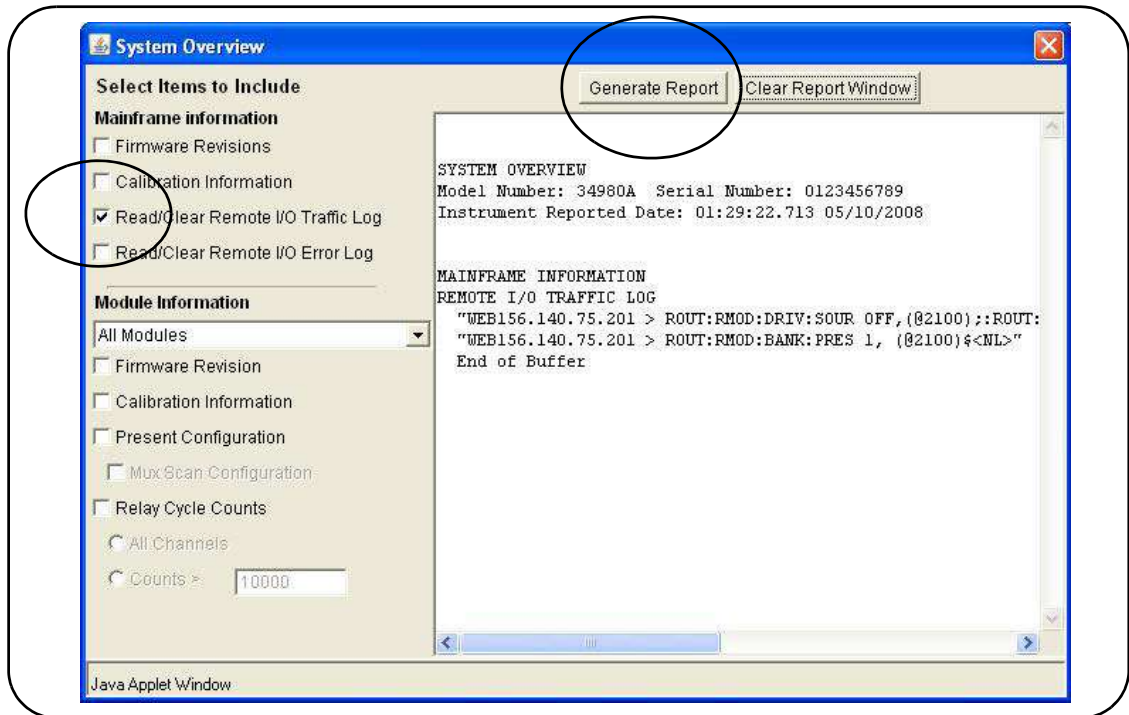 System Overview
Select Items to Include
Generate Report
Clear Report Window
Mainframe information
Firmware Revisions
Calibration Information
Read/Clear Remote I/O Traffic Log
Read/Clear Remote I/O Error Log
Module Information
All Modules
Firmware Revision
Calibration Information
Present Configuration
Mux Scan Configuration
Relay Cycle Counts
All Channels
Counts >
10000
SYSTEM OVERVIEW
Model Number: 34980A  Serial Number: 0123456789
Instrument Reported Date: 01:29:22.713 05/10/2008
MAINFRAME INFORMATION
REMOTE I/O TRAFFIC LOG
"WEB156.140.75.201 > ROUT:RMOD:DRIV:SOUR OFF,(@2100);:ROUT:
"WEB156.140.75.201 > ROUT:RMOD:BANK:PRES 1, (@2100)$<NL>"
End of Buffer
Java Applet Window